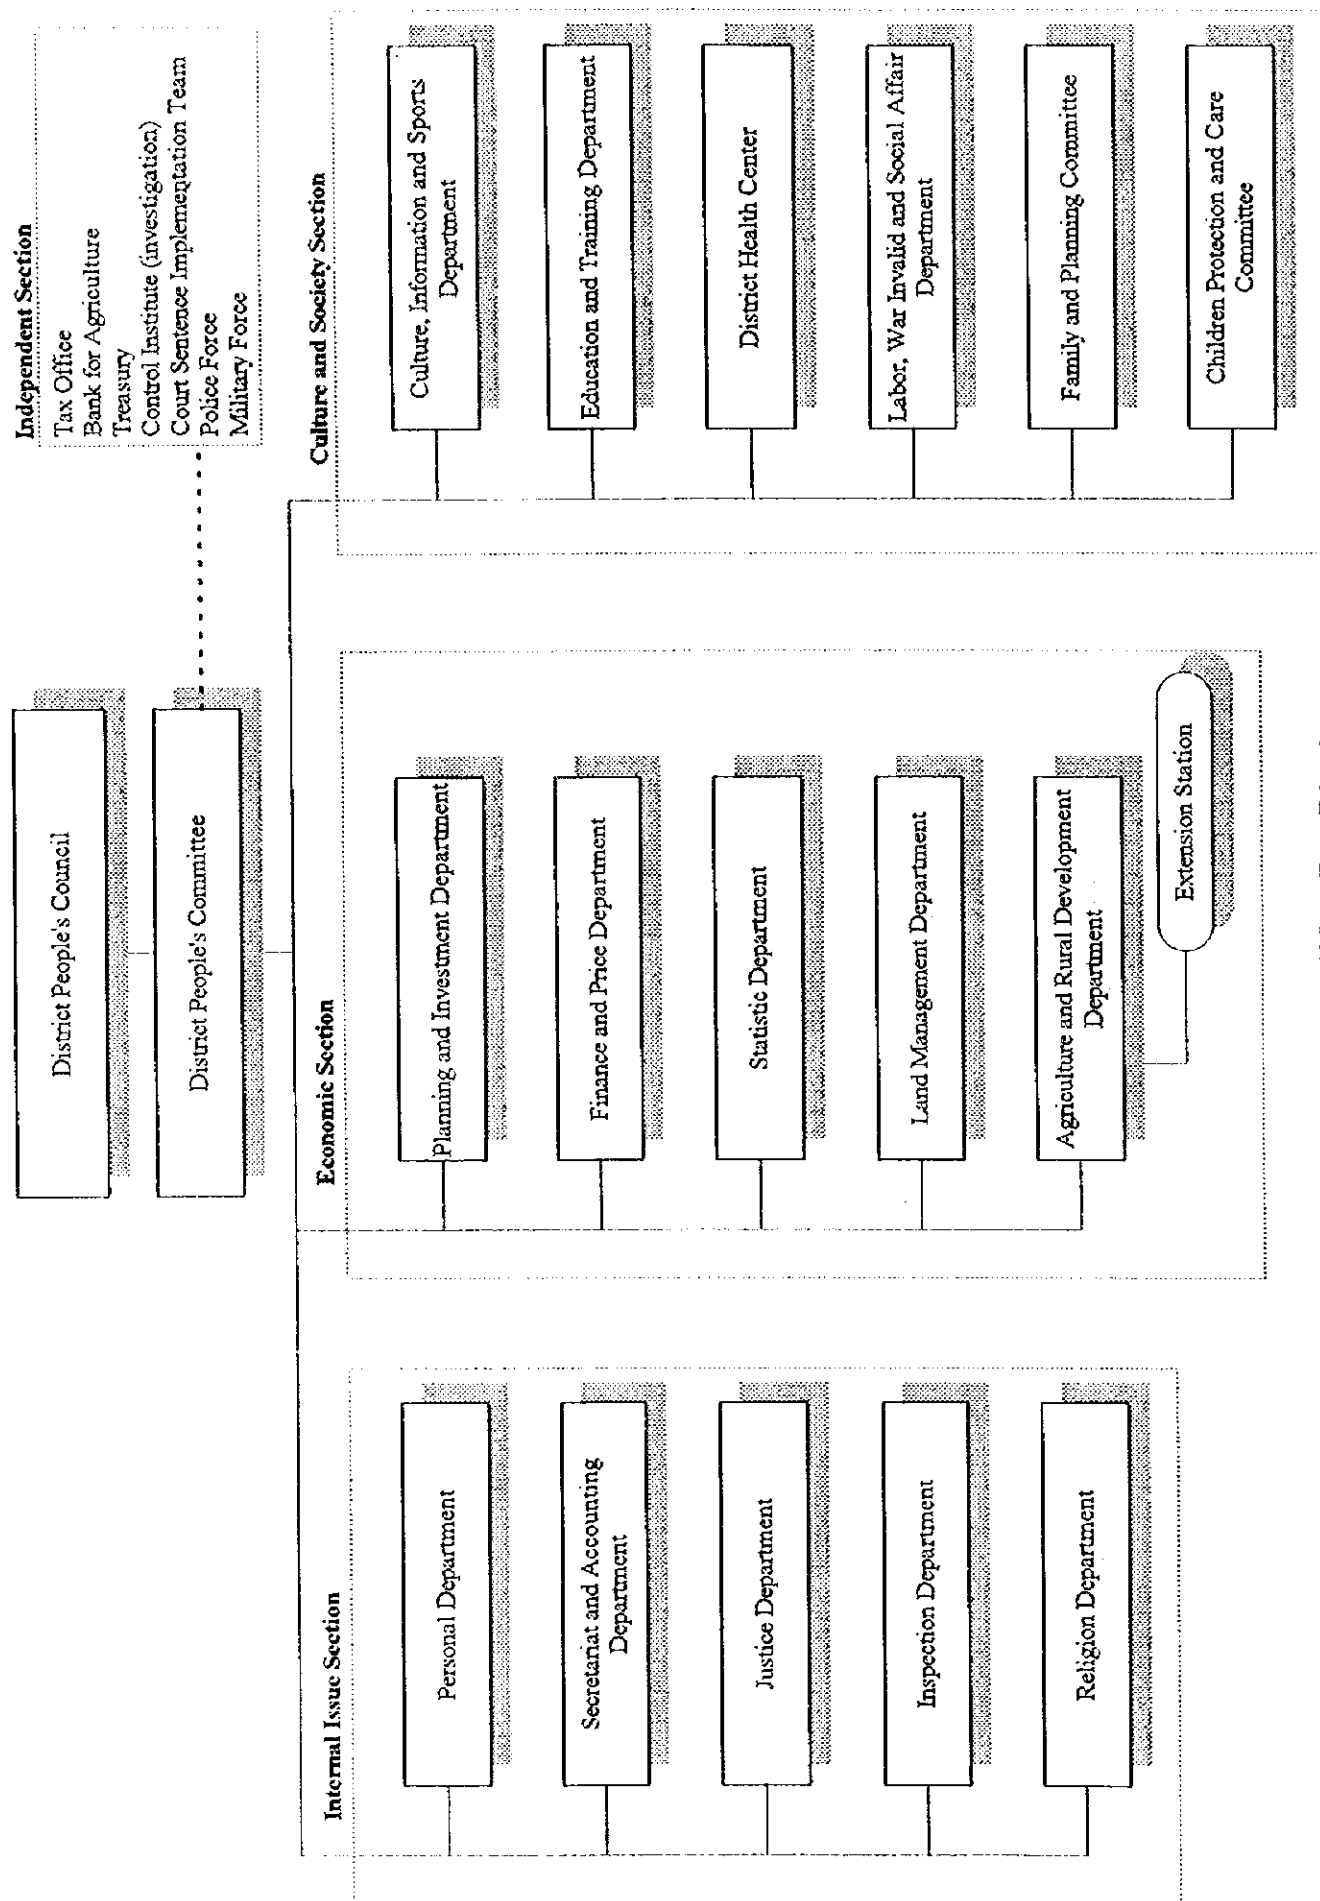 District People's Council
District People's Committee
Independent Section
Tax Office
Bank for Agriculture
Treasury
Control Institute (investigation)
Court Sentence Implementation Team
Police Force
Military Force
Internal Issue Section
Personal Department
Secretariat and Accounting
Department
Justice Department
Inspection Department
Religion Department
Economic Section
Planning and Investment Department
Finance and Price Department
Statistic Department
Land Management Department
Agriculture and Rural Development
Department
Extension Station
Culture and Society Section
Culture, Information and Sports
Department
Education and Training Department
District Health Center
Labor, War Invalid and Social Affair
Department
Family and Planning Committee
Children Protection and Care
Committee